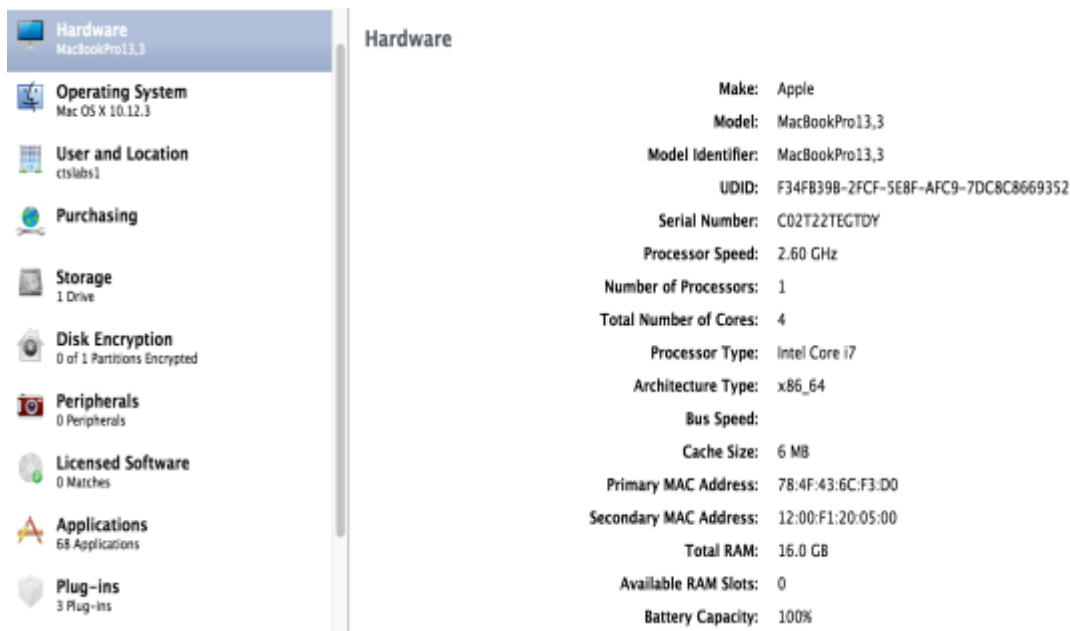 Hardware
MacBookPro13,3
Operating System
Mac OS X 10.12.3
User and Location
ctslabs1
Purchasing
Storage
1 Drive
Disk Encryption
0 of 1 Partitions Encrypted
Peripherals
0 Peripherals
Licensed Software
0 Matches
Applications
68 Applications
Plug-ins
3 Plug-ins
Hardware
Make: Apple
Model: MacBookPro13,3
Model Identifier: MacBookPro13,3
UDID: F34FB39B-2FCF-5E8F-AFC9-7DC8C8669352
Serial Number: C02T22TEGTDY
Processor Speed: 2.60 GHz
Number of Processors: 1
Total Number of Cores: 4
Processor Type: Intel Core i7
Architecture Type: x86_64
Bus Speed:
Cache Size: 6 MB
Primary MAC Address: 78:4F:43:6C:F3:D0
Secondary MAC Address: 12:00:F1:20:05:00
Total RAM: 16.0 GB
Available RAM Slots: 0
Battery Capacity: 100%